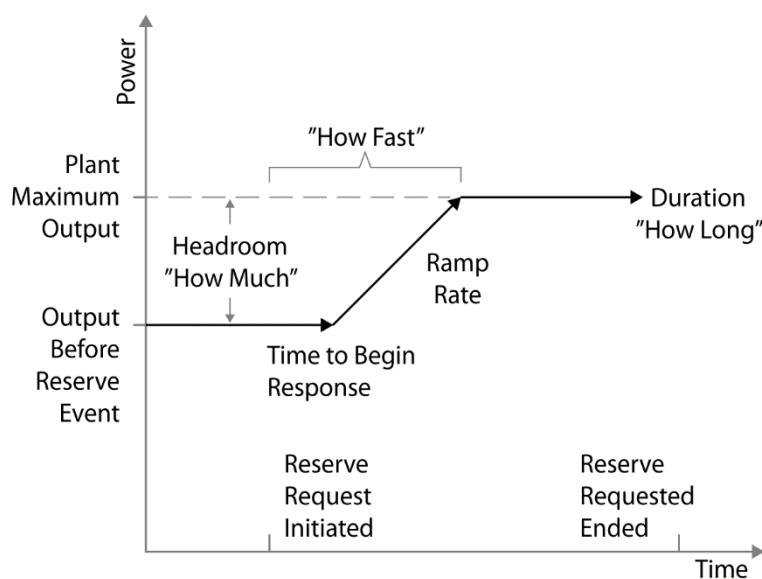 Power
"How Fast"
Plant
Maximum
Output
Headroom
"How Much"
Duration
"How Long"
Ramp
Rate
Output
Before
Reserve
Event
Time to Begin
Response
Reserve
Request
Initiated
Reserve
Requested
Ended
Time